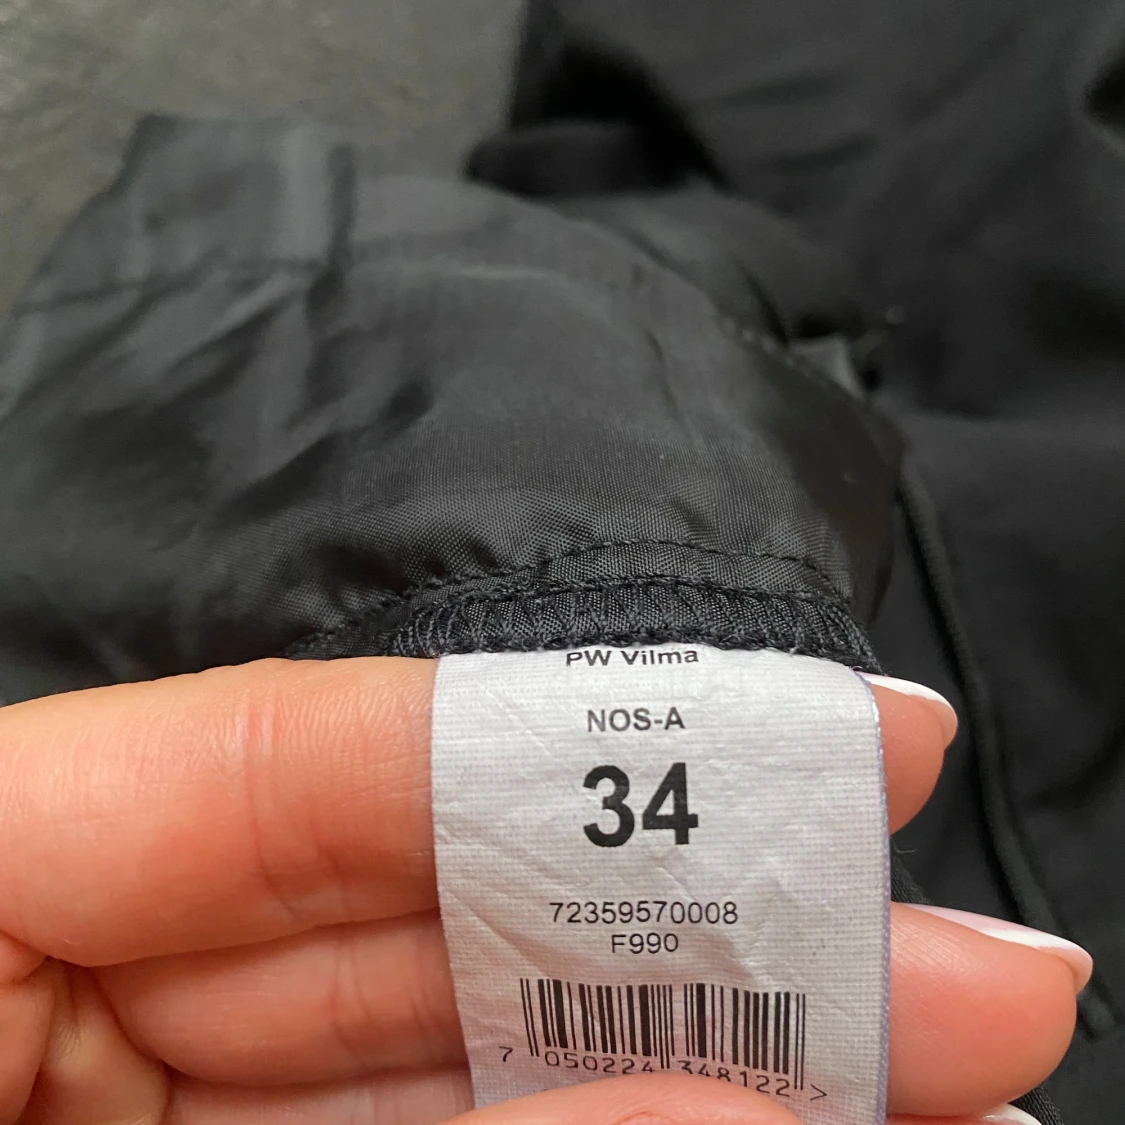 PW Vilma
NOS-A
34
72359570008
F990
7 050224 348122 >